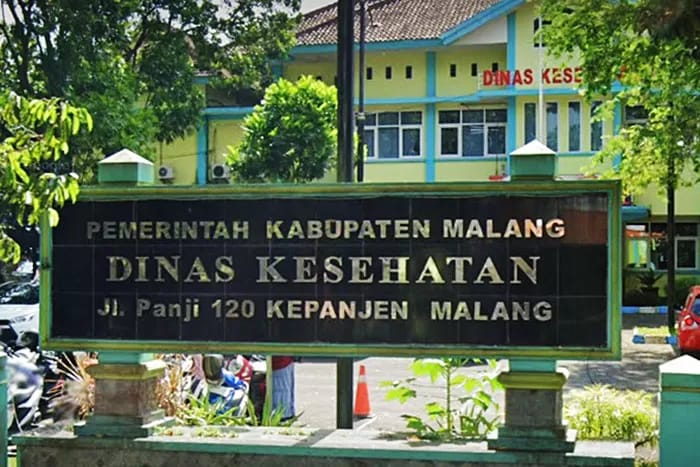 DINAS KESE
PEMERINTAH KABUPATEN MALANG
DINAS KESEHATAN
Jl. Panji 120 KEPANJEN MALANG